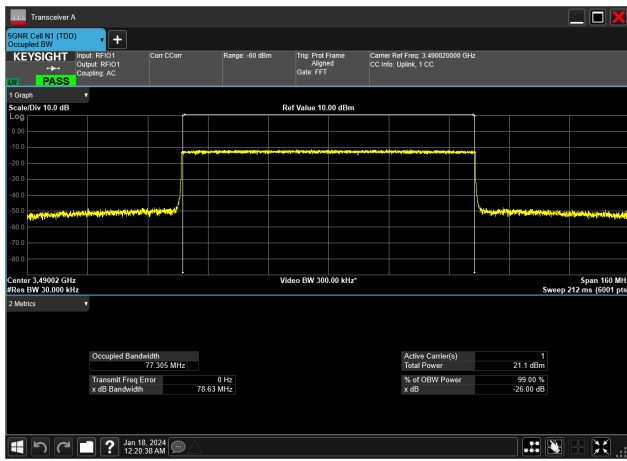 Transceiver A
5GNR Cell N1 (TDD)
Occupied BW
KEYSIGHT
Input: RFIO1
Output: RFIO1
Coupling: AC
Corr CCorr
Range: -60 dBm
Trig: Prot Frame
Aligned
Gate: FFT
Carrier Ref Freq: 3.490020000 GHz
CC Info: Uplink, 1 CC
PASS
1 Graph
Scale/Div 10.0 dB
Ref Value 10.00 dBm
Log
0.00
-10.0
-20.0
-30.0
-40.0
-50.0
-60.0
-70.0
-80.0
Center 3.49002 GHz
Video BW 300.00 kHz*
Span 160 MHz
#Res BW 30.000 kHz
Sweep 212 ms (6001 pts
2 Metrics
Occupied Bandwidth
77.305 MHz
Active Carrier(s) 1
Total Power 21.1 dBm
Transmit Freq Error 0 Hz
x dB Bandwidth 78.63 MHz
% of OBW Power 99.00 %
x dB -26.00 dB
Jan 18, 2024
12:20:38 AM